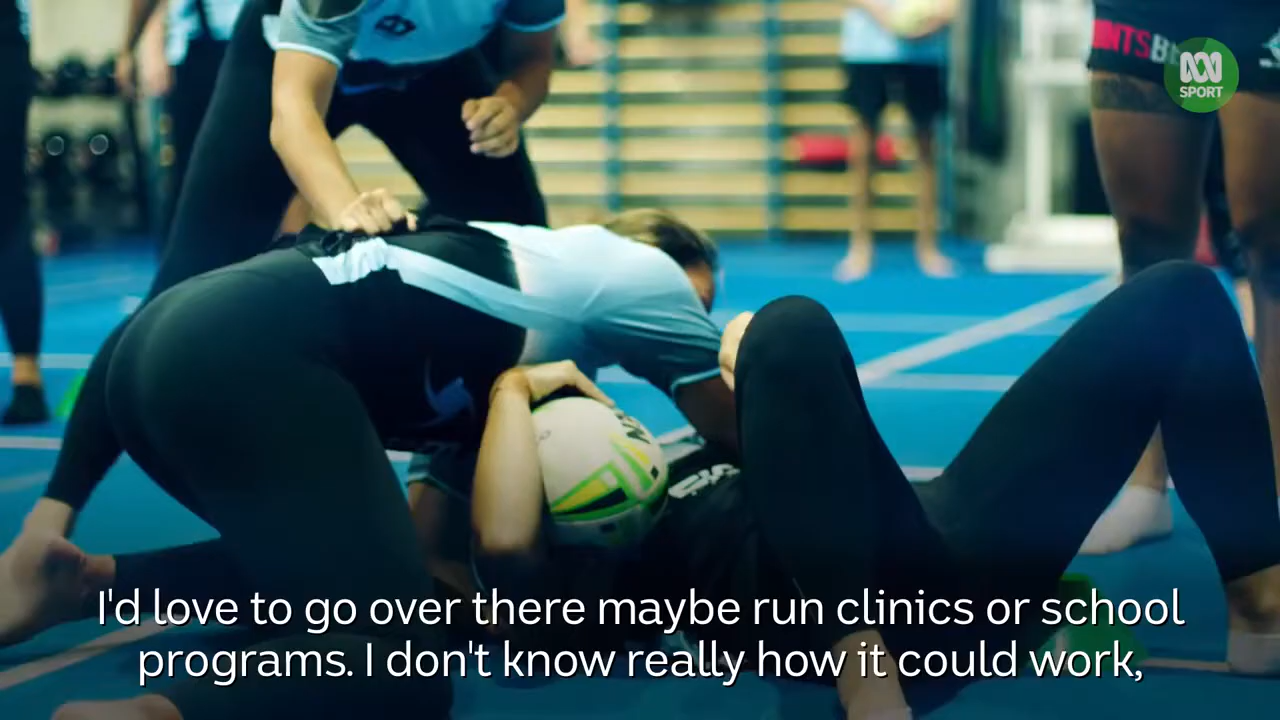 NTSB
SPORT
I'd love to go over there maybe run clinics or school
programs. I don't know really how it could work,